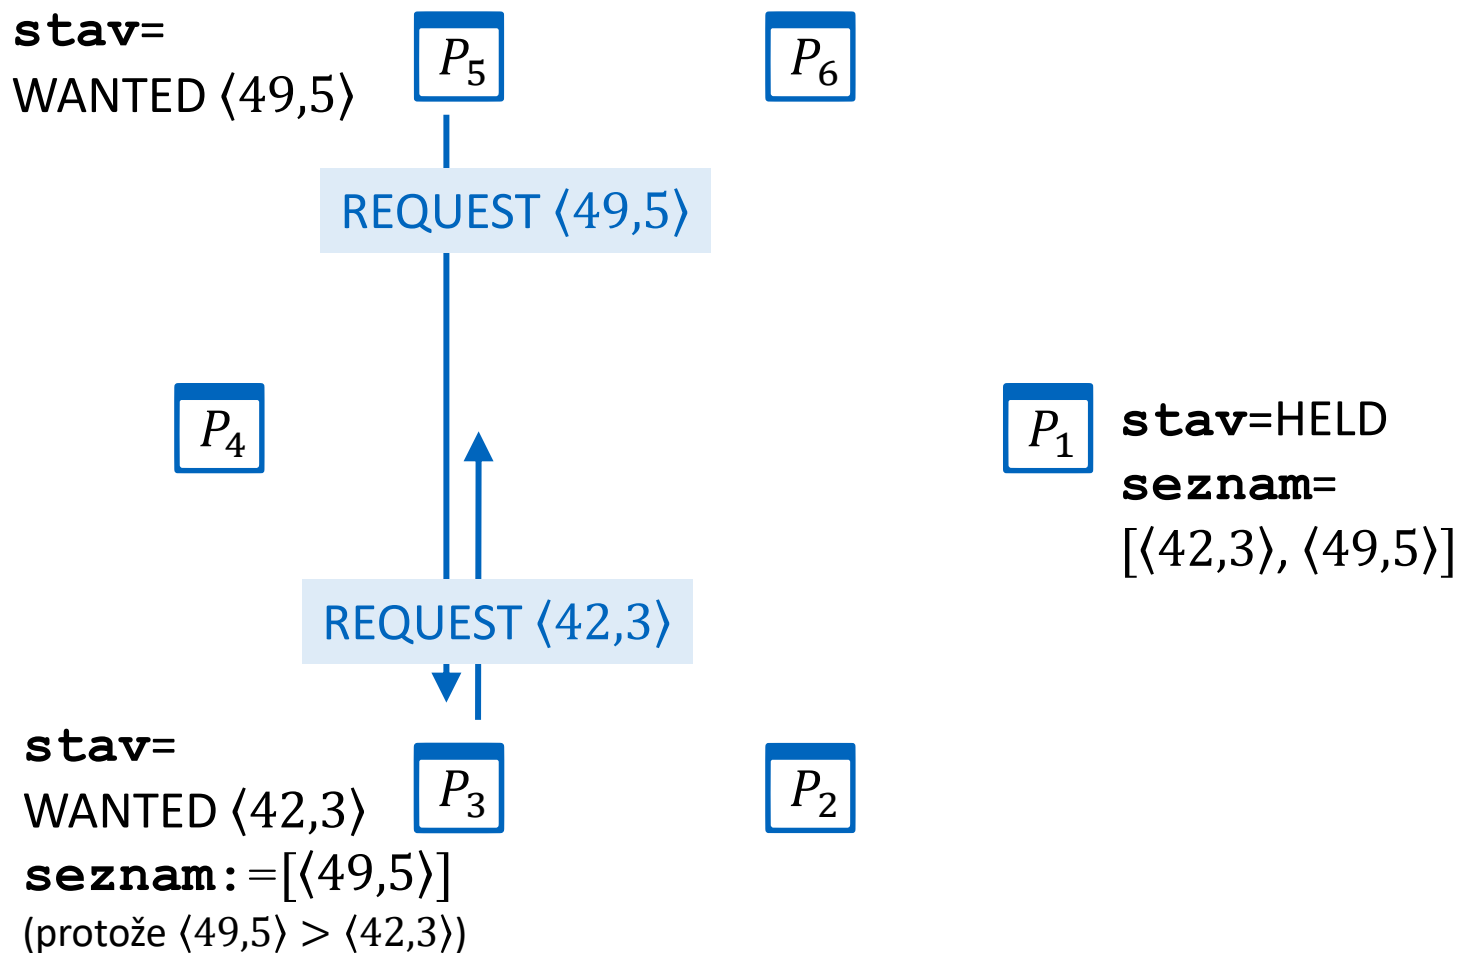 stav=
WANTED ⟨49,5⟩
P5
P6
REQUEST ⟨49,5⟩
P4
P1
stav=HELD
seznam=
[⟨42,3⟩, ⟨49,5⟩]
REQUEST ⟨42,3⟩
stav=
WANTED ⟨42,3⟩
seznam:=[⟨49,5⟩]
(protože ⟨49,5⟩ > ⟨42,3⟩)
P3
P2